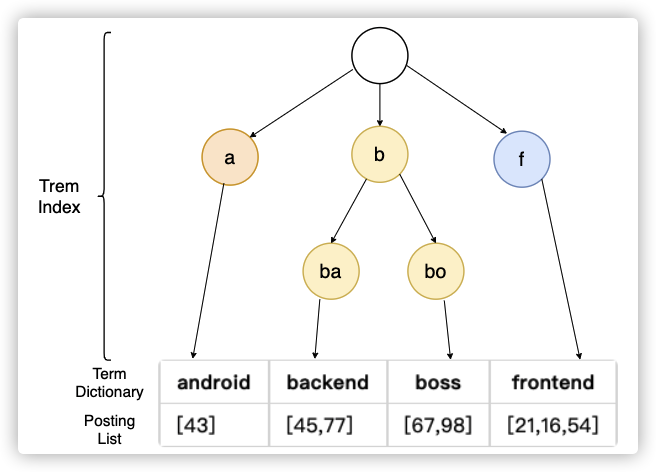 a
b
f
Trem
Index
ba
bo
Term
Dictionary
android
backend
boss
frontend
Posting
List
[43]
[45,77]
[67,98]
[21,16,54]